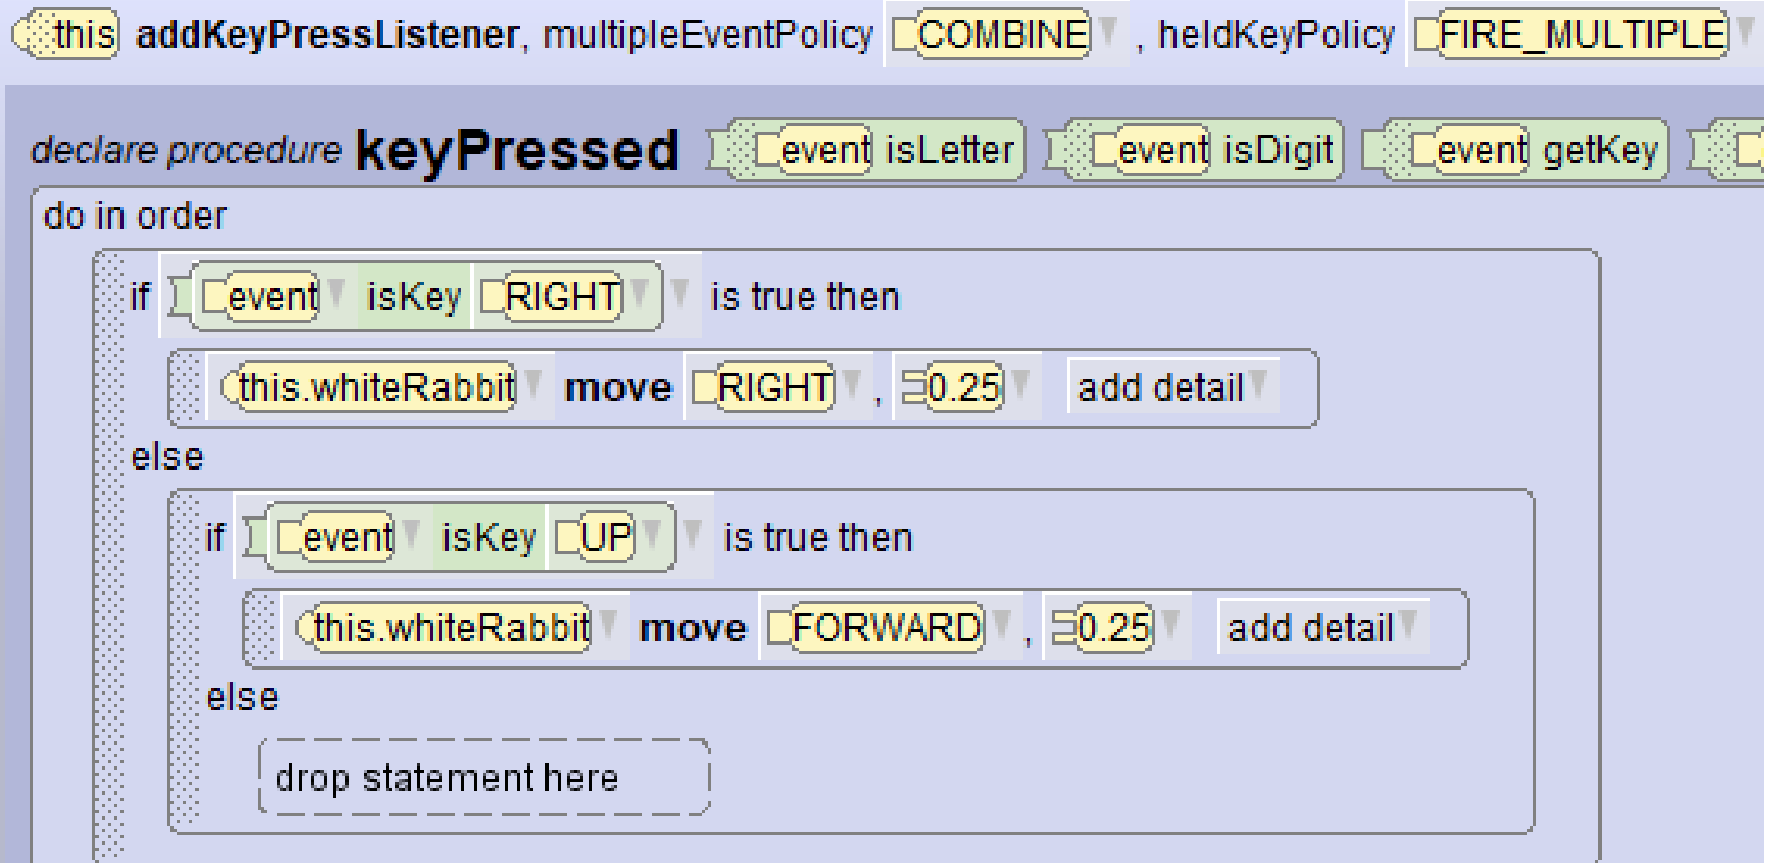 this addKeyPressListener, multipleEventPolicy COMBINE , heldKeyPolicy FIRE_MULTIPLE
declare procedure keyPressed event isLetter event isDigit event getKey
do in order
if event isKey RIGHT is true then
this.whiteRabbit move RIGHT , 0.25 add detail
else
if event isKey UP is true then
this.whiteRabbit move FORWARD , 0.25 add detail
else
drop statement here